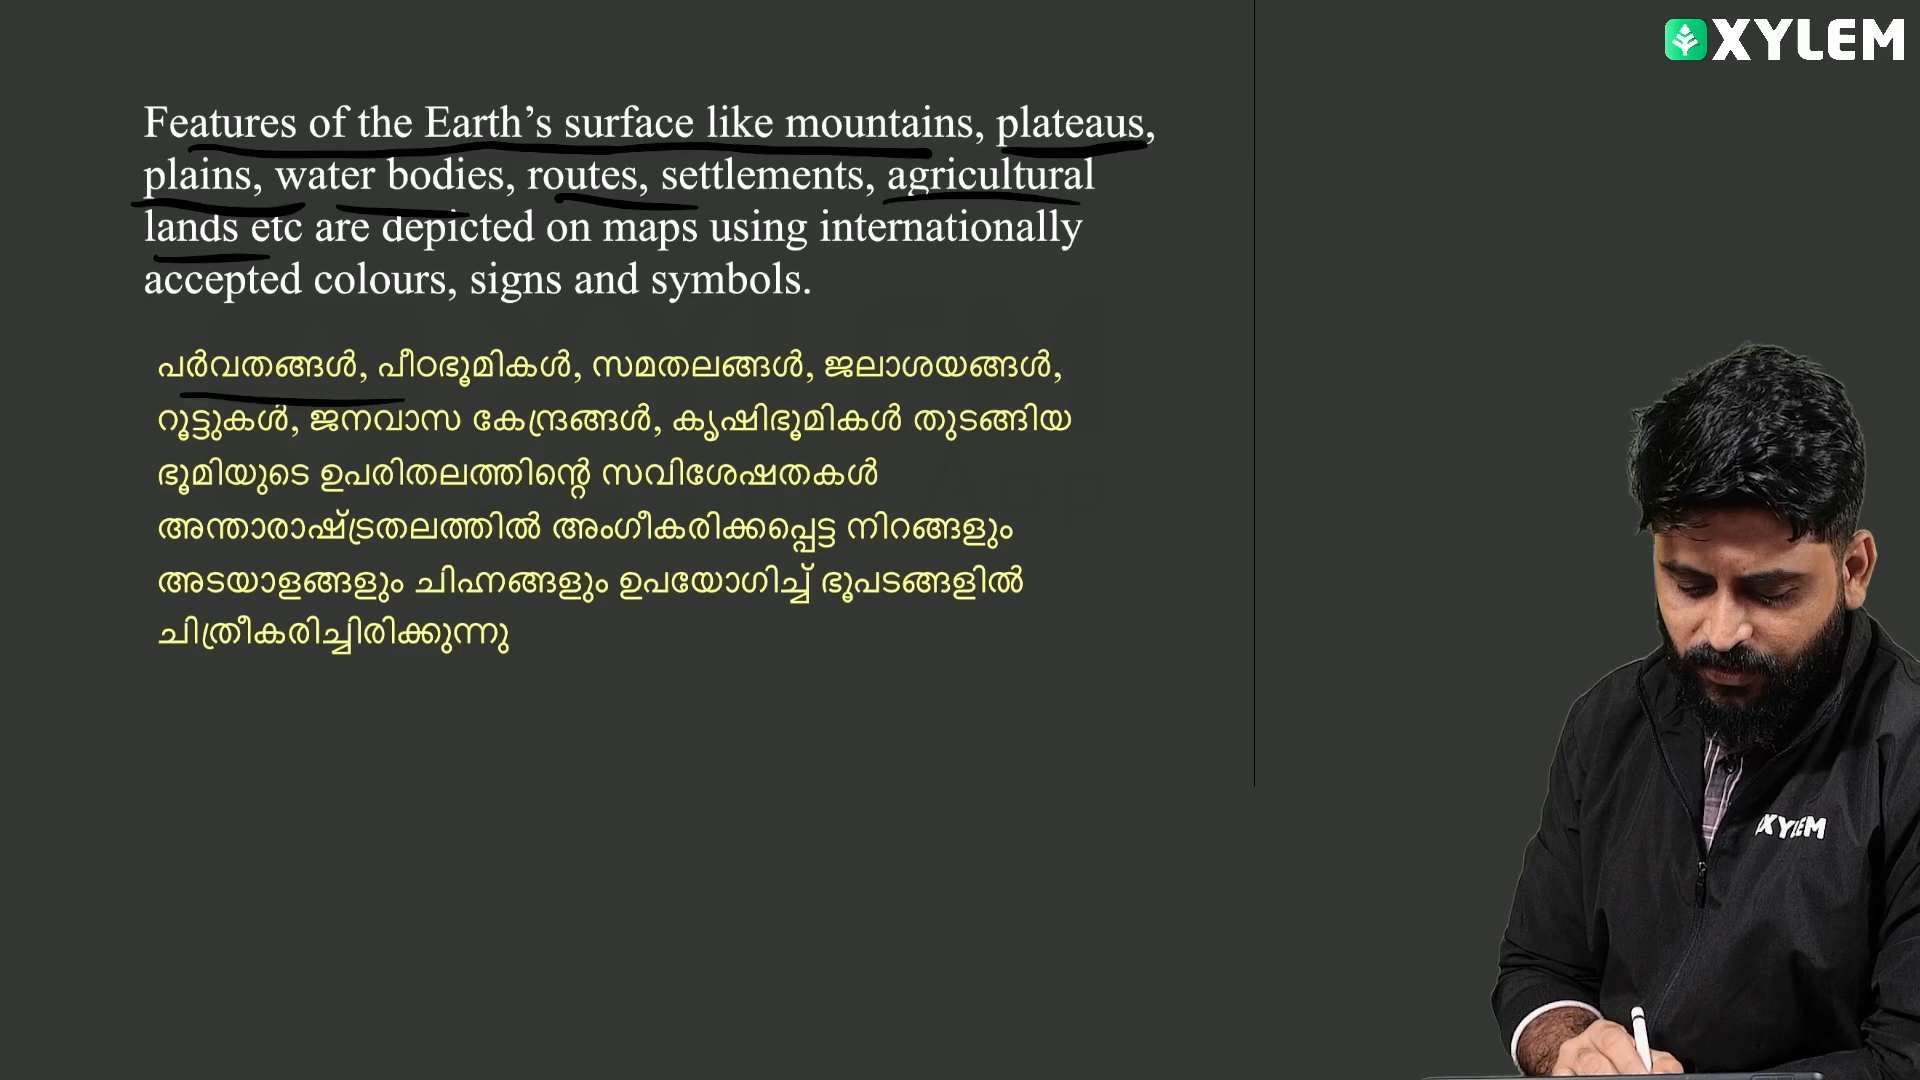 XYLEM
Features of the Earth’s surface like mountains, plateaus,
plains, water bodies, routes, settlements, agricultural
lands etc are depicted on maps using internationally
accepted colours, signs and symbols.
പർവതങ്ങൾ, പീഠഭൂമികൾ, സമതലങ്ങൾ, ജലാശയങ്ങൾ,
റൂട്ടുകൾ, ജനവാസ കേന്ദ്രങ്ങൾ, കൃഷിഭൂമികൾ തുടങ്ങിയ
ഭൂമിയുടെ ഉപരിതലത്തിന്റെ സവിശേഷതകൾ
അന്താരാഷ്ട്രതലത്തിൽ അംഗീകരിക്കപ്പെട്ട നിറങ്ങളും
അടയാളങ്ങളും ചിഹ്നങ്ങളും ഉപയോഗിച്ച് ഭൂപടങ്ങളിൽ
ചിത്രീകരിച്ചിരിക്കുന്നു
XYLEM